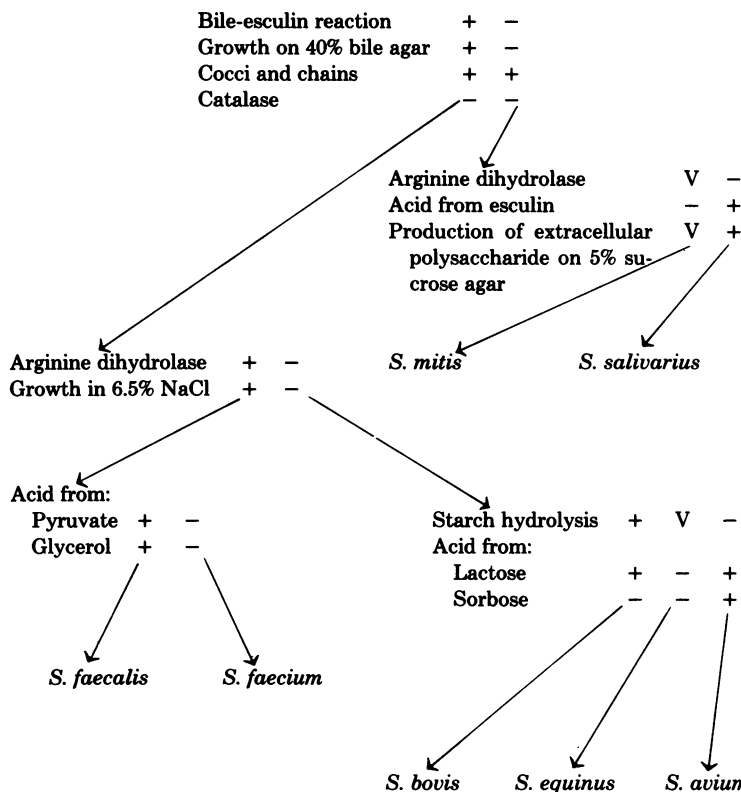 Bile-esculin reaction + −
Growth on 40% bile agar + −
Cocci and chains + +
Catalase − −
Arginine dihydrolase V −
Acid from esculin − +
Production of extracellular V +
polysaccharide on 5% su-
crose agar
S. mitis S. salivarius
Arginine dihydrolase + −
Growth in 6.5% NaCl + −
Acid from:
Pyruvate + −
Glycerol + −
Starch hydrolysis + V −
Acid from:
Lactose + − +
Sorbose − − +
S. faecalis S. faecium
S. bovis S. equinus S. avium